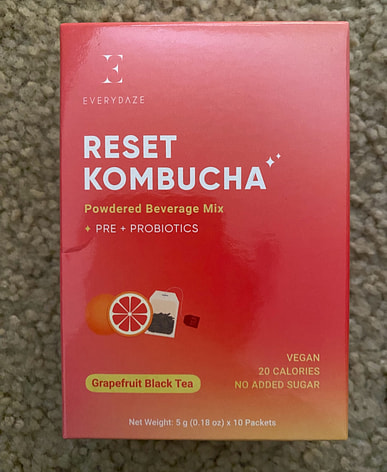 E
EVERYDAZE
RESET
KOMBUCHA
Powdered Beverage Mix
+ PRE + PROBIOTICS
Grapefruit Black Tea
VEGAN
20 CALORIES
NO ADDED SUGAR
Net Weight: 5 g (0.18 oz) x 10 Packets